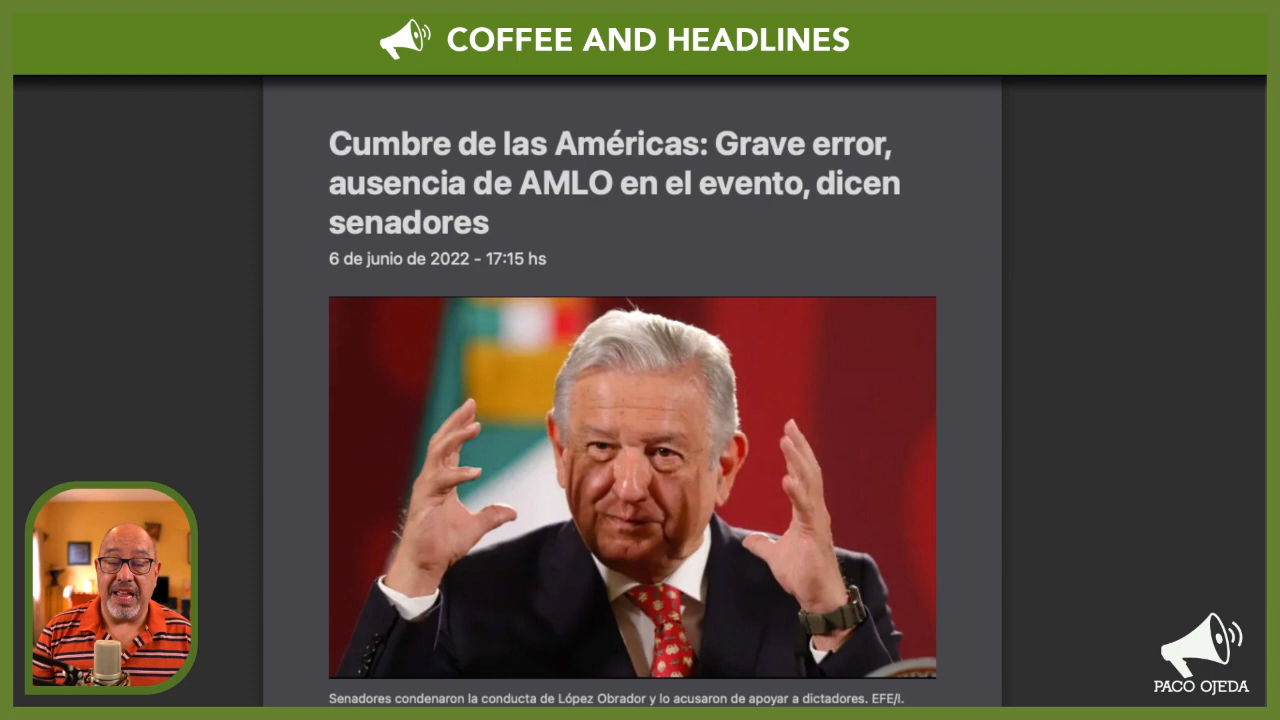 COFFEE AND HEADLINES
Cumbre de las Américas: Grave error,
ausencia de AMLO en el evento, dicen
senadores
6 de junio de 2022 - 17:15 hs
Senadores condenaron la conducta de López Obrador y lo acusaron de apoyar a dictadores. EFE/I.
PACO OJEDA